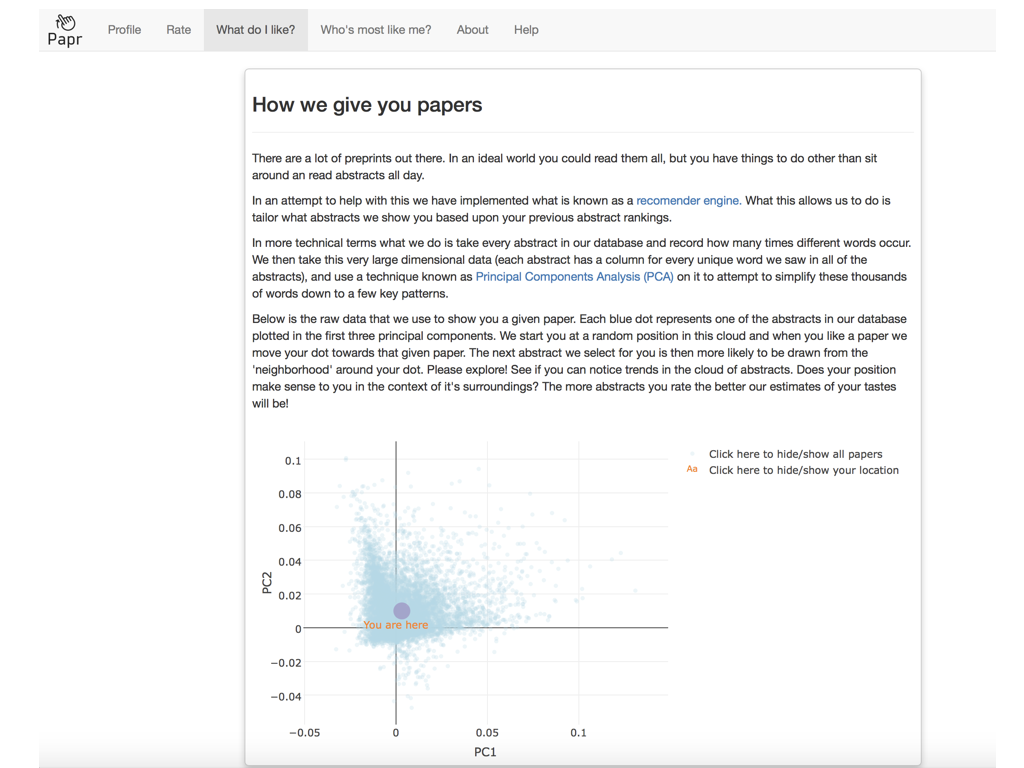 Papr
Profile
Rate
What do I like?
Who's most like me?
About
Help
How we give you papers
There are a lot of preprints out there. In an ideal world you could read them all, but you have things to do other than sit
around an read abstracts all day.
In an attempt to help with this we have implemented what is known as a recomender engine. What this allows us to do is
tailor what abstracts we show you based upon your previous abstract rankings.
In more technical terms what we do is take every abstract in our database and record how many times different words occur.
We then take this very large dimensional data (each abstract has a column for every unique word we saw in all of the
abstracts), and use a technique known as Principal Components Analysis (PCA) on it to attempt to simplify these thousands
of words down to a few key patterns.
Below is the raw data that we use to show you a given paper. Each blue dot represents one of the abstracts in our database
plotted in the first three principal components. We start you at a random position in this cloud and when you like a paper we
move your dot towards that given paper. The next abstract we select for you is then more likely to be drawn from the
'neighborhood' around your dot. Please explore! See if you can notice trends in the cloud of abstracts. Does your position
make sense to you in the context of it's surroundings? The more abstracts you rate the better our estimates of your tastes
will be!
Click here to hide/show all papers
Aa Click here to hide/show your location
0.1
0.08
0.06
0.04
0.02
0
−0.02
−0.04
PC2
You are here
−0.05
0
0.05
0.1
PC1